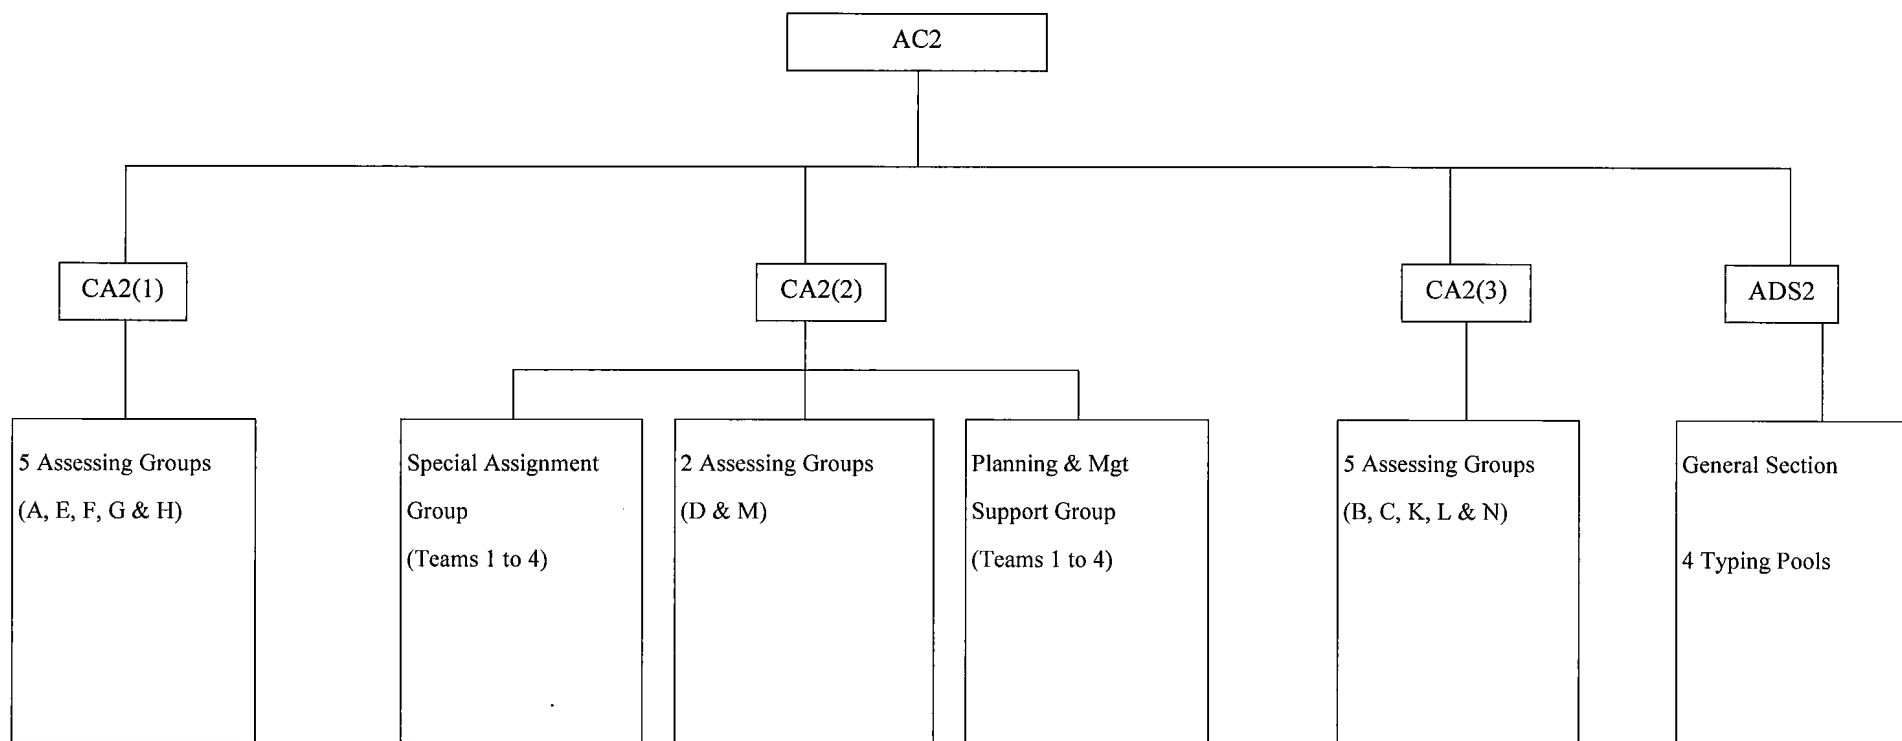 AC2
CA2(1)
CA2(2)
CA2(3)
ADS2
5 Assessing Groups
(A, E, F, G & H)
Special Assignment
Group
(Teams 1 to 4)
2 Assessing Groups
(D & M)
Planning & Mgt
Support Group
(Teams 1 to 4)
5 Assessing Groups
(B, C, K, L & N)
General Section
4 Typing Pools